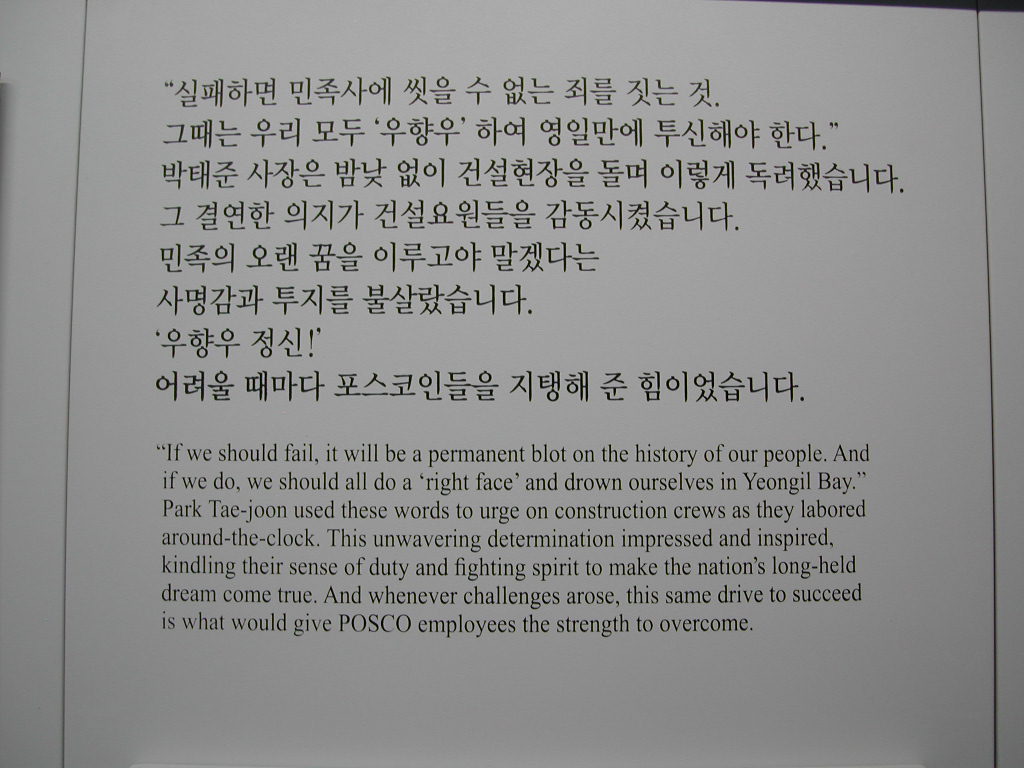 “실패하면 민족사에 씻을 수 없는 죄를 짓는 것.
그때는 우리 모두 ‘우향우’ 하여 영일만에 투신해야 한다.”
박태준 사장은 밤낮 없이 건설현장을 돌며 이렇게 독려했습니다.
그 결연한 의지가 건설요원들을 감동시켰습니다.
민족의 오랜 꿈을 이루고야 말겠다는
사명감과 투지를 불살랐습니다.
‘우향우 정신!’
어려울 때마다 포스코인들을 지탱해 준 힘이었습니다.
“If we should fail, it will be a permanent blot on the history of our people. And
if we do, we should all do a ‘right face’ and drown ourselves in Yeongil Bay.”
Park Tae-joon used these words to urge on construction crews as they labored
around-the-clock. This unwavering determination impressed and inspired,
kindling their sense of duty and fighting spirit to make the nation’s long-held
dream come true. And whenever challenges arose, this same drive to succeed
is what would give POSCO employees the strength to overcome.